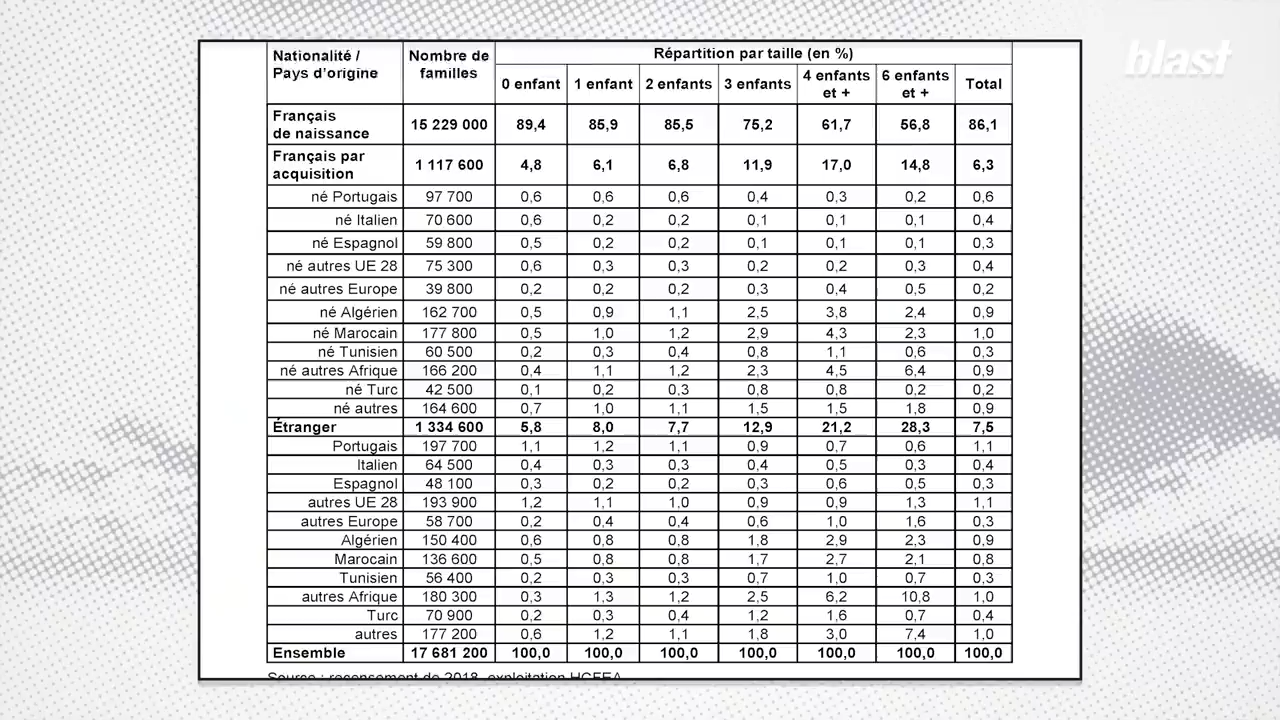 blast
Nationalité / Pays d’origine Nombre de familles Répartition par taille (en %)
0 enfant 1 enfant 2 enfants 3 enfants 4 enfants et + 6 enfants et + Total
Français de naissance 15 229 000 89,4 85,9 85,5 75,2 61,7 56,8 86,1
Français par acquisition 1 117 600 4,8 6,1 6,8 11,9 17,0 14,8 6,3
né Portugais 97 700 0,6 0,6 0,6 0,4 0,3 0,2 0,6
né Italien 70 600 0,6 0,2 0,2 0,1 0,1 0,1 0,4
né Espagnol 59 800 0,5 0,2 0,2 0,1 0,1 0,1 0,3
né autres UE 28 75 300 0,6 0,3 0,3 0,2 0,2 0,3 0,4
né autres Europe 39 800 0,2 0,2 0,2 0,3 0,4 0,5 0,2
né Algérien 162 700 0,5 0,9 1,1 2,5 3,8 2,4 0,9
né Marocain 177 800 0,5 1,0 1,2 2,9 4,3 2,3 1,0
né Tunisien 60 500 0,2 0,3 0,4 0,8 1,1 0,6 0,3
né autres Afrique 166 200 0,4 1,1 1,2 2,3 4,5 6,4 0,9
né Turc 42 500 0,1 0,2 0,3 0,8 0,8 0,2 0,2
né autres 164 600 0,7 1,0 1,1 1,5 1,5 1,8 0,9
Étranger 1 334 600 5,8 8,0 7,7 12,9 21,2 28,3 7,5
Portugais 197 700 1,1 1,2 1,1 0,9 0,7 0,6 1,1
Italien 64 500 0,4 0,3 0,3 0,4 0,5 0,3 0,4
Espagnol 48 100 0,3 0,2 0,2 0,3 0,6 0,5 0,3
autres UE 28 193 900 1,2 1,1 1,0 0,9 0,9 1,3 1,1
autres Europe 58 700 0,2 0,4 0,4 0,6 1,0 1,6 0,3
Algérien 150 400 0,6 0,8 0,8 1,8 2,9 2,3 0,9
Marocain 136 600 0,5 0,8 0,8 1,7 2,7 2,1 0,8
Tunisien 56 400 0,2 0,3 0,3 0,7 1,0 0,7 0,3
autres Afrique 180 300 0,3 1,3 1,2 2,5 6,2 10,8 1,0
Turc 70 900 0,2 0,3 0,4 1,2 1,6 0,7 0,4
autres 177 200 0,6 1,2 1,1 1,8 3,0 7,4 1,0
Ensemble 17 681 200 100,0 100,0 100,0 100,0 100,0 100,0 100,0
Source : recensement de 2018, exploitation HCFEA